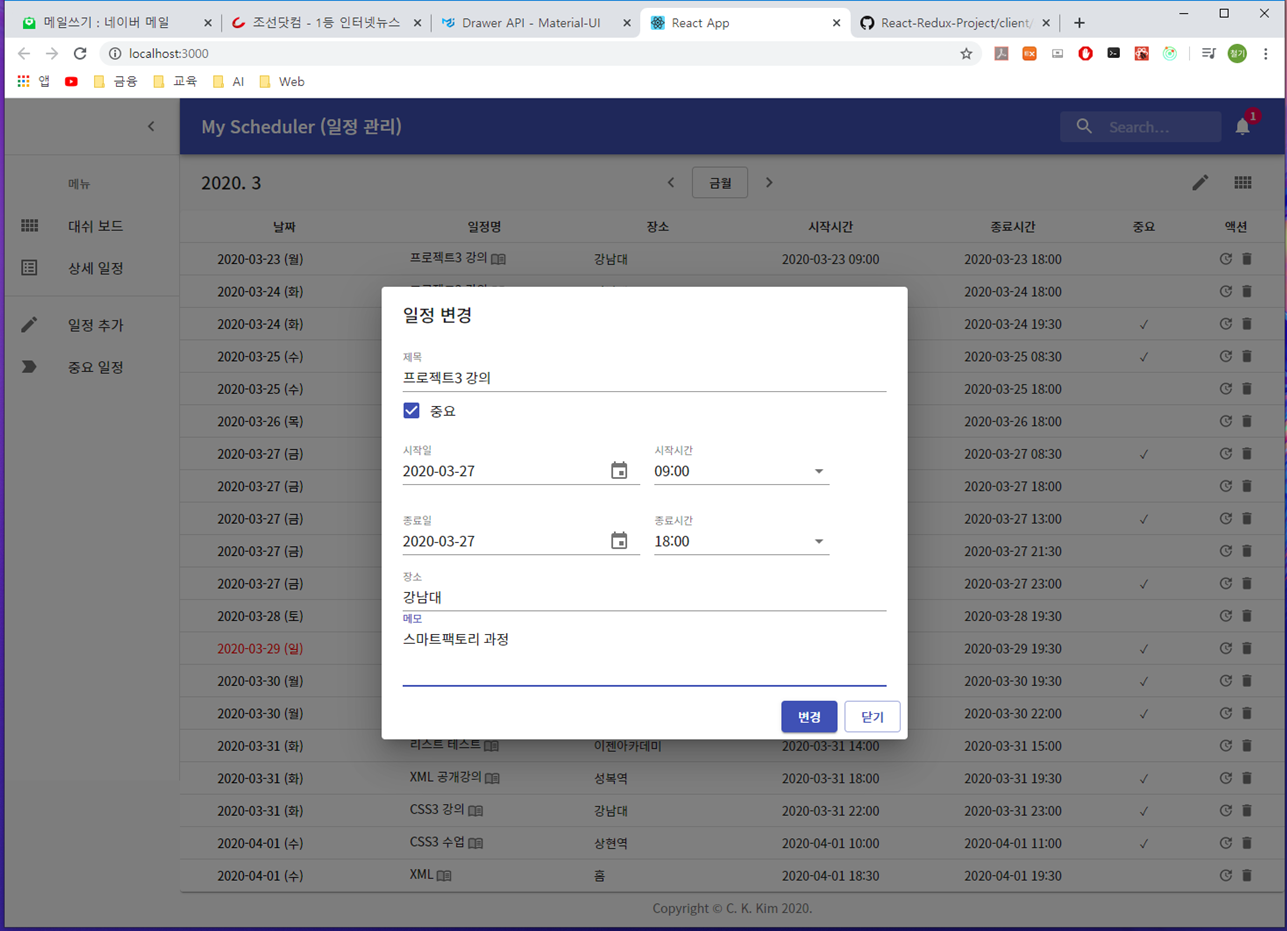 메일쓰기 : 네이버 메일
조선닷컴 - 1등 인터넷뉴스
Drawer API - Material-UI
React App
React-Redux-Project/client/
localhost:3000
앱
금융
교육
AI
Web
My Scheduler (일정 관리)
Search…
1
메뉴
대쉬 보드
상세 일정
일정 추가
중요 일정
2020. 3
금월
날짜 일정명 장소 시작시간 종료시간 중요 액션
2020-03-23 (월) 프로젝트3 강의 강남대 2020-03-23 09:00 2020-03-23 18:00
2020-03-24 (화) 2020-03-24 18:00
2020-03-24 (화) 2020-03-24 19:30 ✓
2020-03-25 (수) 2020-03-25 08:30 ✓
2020-03-25 (수) 2020-03-25 18:00
2020-03-26 (목) 2020-03-26 18:00
2020-03-27 (금) 2020-03-27 08:30 ✓
2020-03-27 (금) 2020-03-27 18:00
2020-03-27 (금) 2020-03-27 13:00 ✓
2020-03-27 (금) 2020-03-27 21:30
2020-03-27 (금) 2020-03-27 23:00 ✓
2020-03-28 (토) 2020-03-28 19:30
2020-03-29 (일) 2020-03-29 19:30 ✓
2020-03-30 (월) 2020-03-30 19:30 ✓
2020-03-30 (월) 2020-03-30 22:00 ✓
2020-03-31 (화) 리스트 테스트 이젠아카데미 2020-03-31 14:00 2020-03-31 15:00
2020-03-31 (화) XML 공개강의 성복역 2020-03-31 18:00 2020-03-31 19:30 ✓
2020-03-31 (화) CSS3 강의 강남대 2020-03-31 22:00 2020-03-31 23:00 ✓
2020-04-01 (수) CSS3 수업 상현역 2020-04-01 10:00 2020-04-01 11:00 ✓
2020-04-01 (수) XML 홈 2020-04-01 18:30 2020-04-01 19:30
일정 변경
제목
프로젝트3 강의
중요
시작일 시작시간
2020-03-27 09:00
종료일 종료시간
2020-03-27 18:00
장소
강남대
메모
스마트팩토리 과정
변경 닫기
Copyright © C. K. Kim 2020.